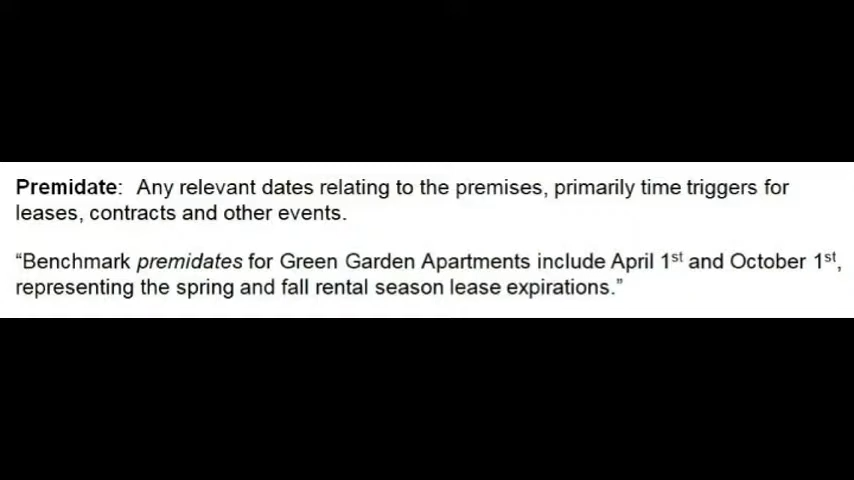 Premidate: Any relevant dates relating to the premises, primarily time triggers for
leases, contracts and other events.
“Benchmark premidates for Green Garden Apartments include April 1st and October 1st,
representing the spring and fall rental season lease expirations.”